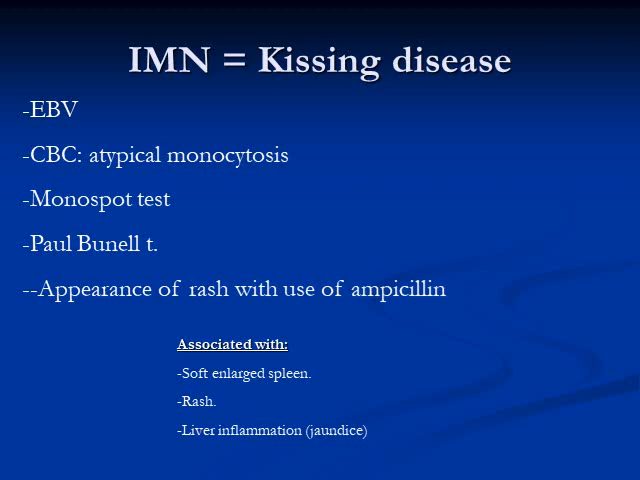 IMN = Kissing disease
-EBV
-CBC: atypical monocytosis
-Monospot test
-Paul Bunell t.
--Appearance of rash with use of ampicillin
Associated with:
-Soft enlarged spleen.
-Rash.
-Liver inflammation (jaundice)